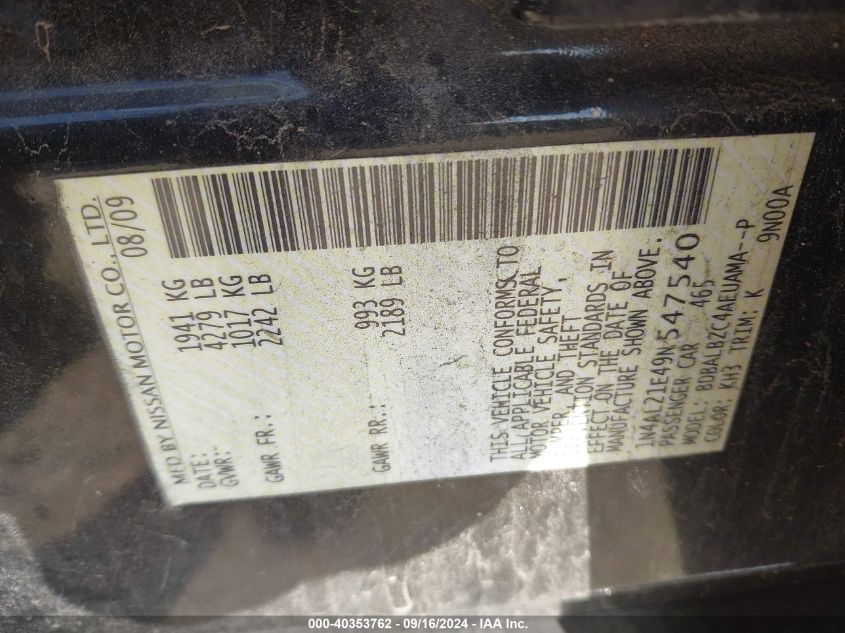 MFD BY NISSAN MOTOR CO., LTD.
DATE: 08/09
GVWR: 1941 KG
4279 LB
GAWR FR.: 1017 KG
2242 LB
GAWR RR.: 993 KG
2189 LB
THIS VEHICLE CONFORMS TO
ALL APPLICABLE FEDERAL
MOTOR VEHICLE SAFETY,
AND THEFT
STANDARDS IN
EFFECT ON THE DATE OF
MANUFACTURE SHOWN ABOVE.
1N4AL21E49N547540
PASSENGER CAR 465
MODEL: BDBALBZC4AEUAMA--P
COLOR: KH3 TRIM: K 9N00A
000-40353762 - 09/16/2024 - IAA Inc.